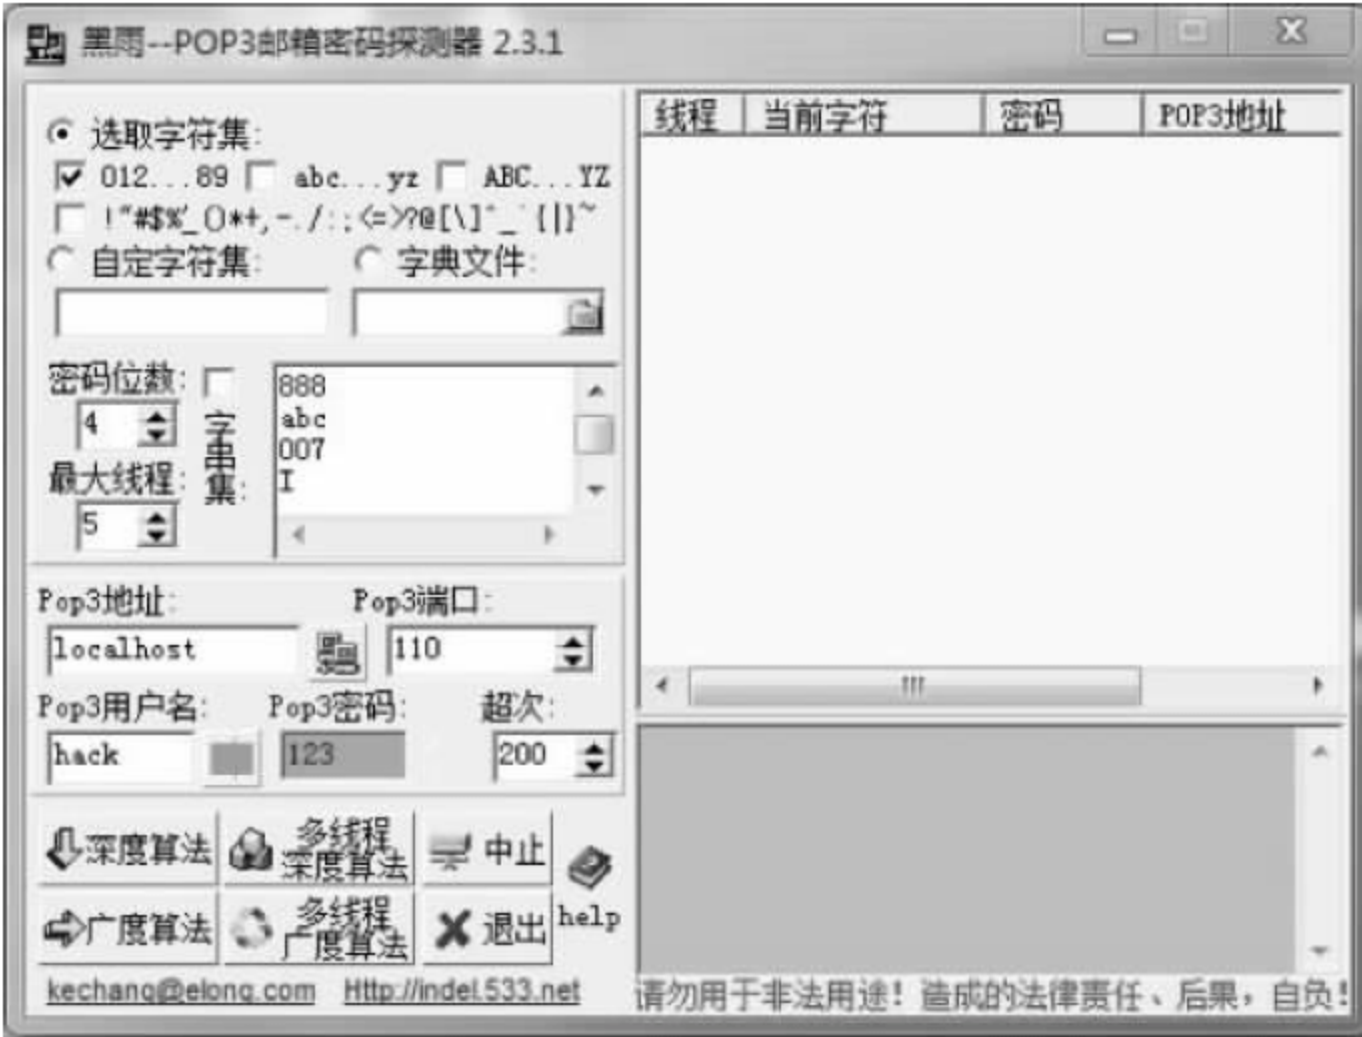 黑雨--POP3邮箱密码探测器 2.3.1
选取字符集:
012...89 abc...yz ABC...YZ
!"#$%'_()*+,-./:;<=>?@[\]^_`{|}~
自定字符集: 字典文件:
密码位数:
4
最大线程:
5
字串集:
888
abc
007
I
Pop3地址: Pop3端口:
localhost 110
Pop3用户名: Pop3密码: 超次:
hack 123 200
深度算法 多线程深度算法 中止
广度算法 多线程广度算法 退出 help
kechang@elong.com Http://indel.533.net
线程 当前字符 密码 POP3地址
请勿用于非法用途! 造成的法律责任、后果，自负!